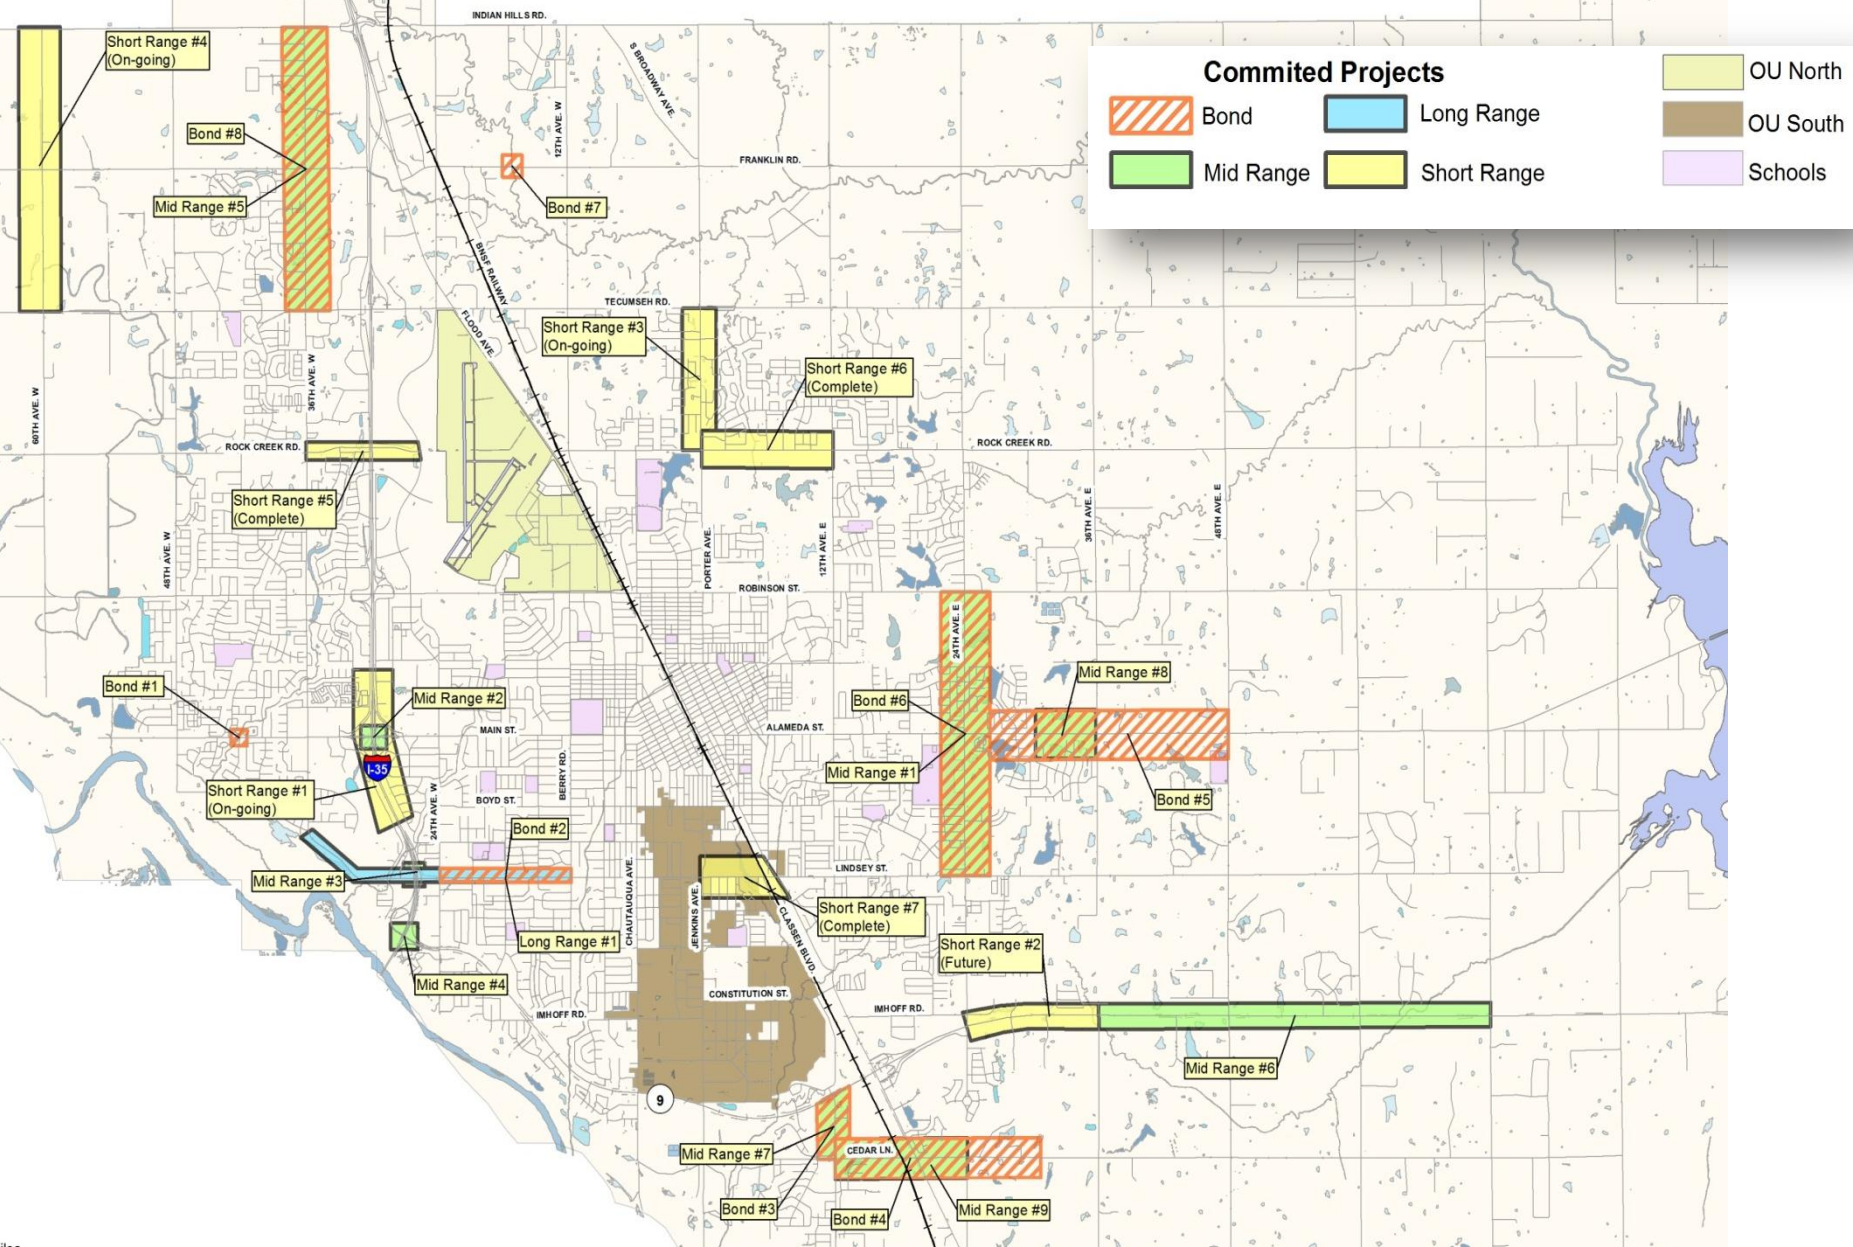 INDIAN HILLS RD.
Short Range #4
(On-going)
S BROADWAY AVE.
Commited Projects
Bond
Long Range
Mid Range
Short Range
OU North
OU South
Schools
Bond #8
12TH AVE. W
FRANKLIN RD.
Mid Range #5
Bond #7
BNSF RAILWAY
TECUMSEH RD.
FLOOD AVE.
Short Range #3
(On-going)
Short Range #6
(Complete)
36TH AVE. W
60TH AVE. W
ROCK CREEK RD.
ROCK CREEK RD.
Short Range #5
(Complete)
36TH AVE. E
48TH AVE. E
48TH AVE. W
PORTER AVE.
12TH AVE. E
ROBINSON ST.
24TH AVE. E
Mid Range #8
Bond #1
Mid Range #2
Bond #6
MAIN ST.
ALAMEDA ST.
I-35
Mid Range #1
BERRY RD.
Short Range #1
(On-going)
BOYD ST.
Bond #5
24TH AVE. W
Bond #2
LINDSEY ST.
Mid Range #3
CHAUTAUQUA AVE.
JENKINS AVE.
Short Range #7
(Complete)
CLASSEN BLVD.
Long Range #1
Short Range #2
(Future)
Mid Range #4
CONSTITUTION ST.
IMHOFF RD.
IMHOFF RD.
Mid Range #6
9
Mid Range #7
CEDAR LN.
Bond #3
Bond #4
Mid Range #9